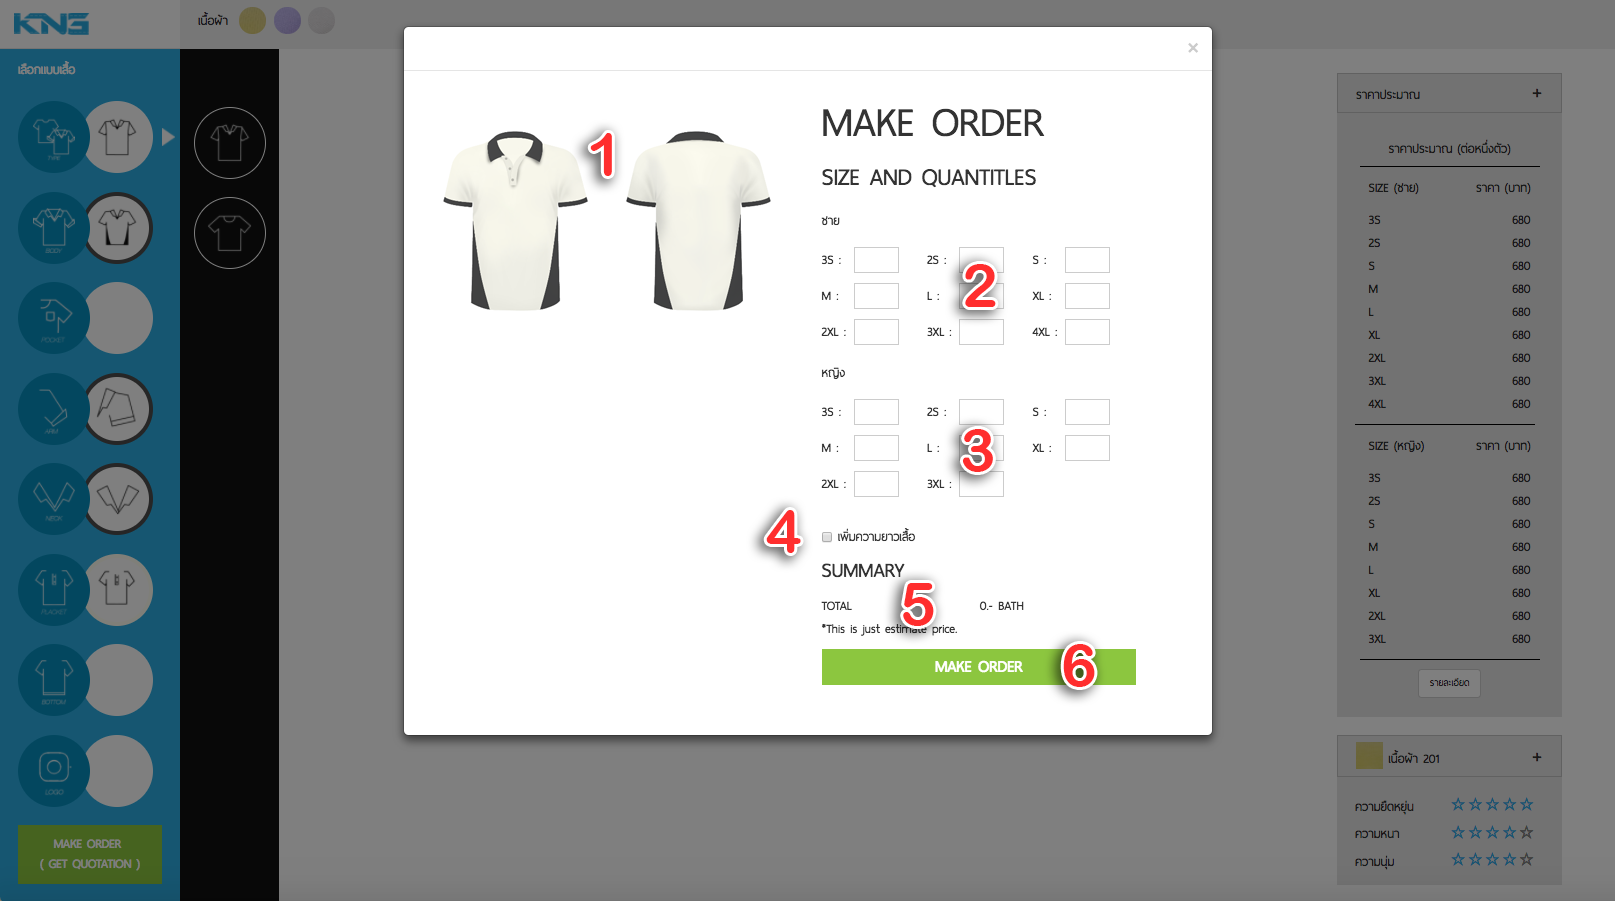 KNG
เนื้อผ้า
เลือกแบบเสื้อ
TYPE
BODY
POCKET
ARM
NECK
PLACKET
BOTTOM
LOGO
MAKE ORDER
( GET QUOTATION )
×
1
MAKE ORDER
SIZE AND QUANTITLES
ชาย
3S : 2S : S :
2
M : L : XL :
2XL : 3XL : 4XL :
หญิง
3S : 2S : S :
3
M : L : XL :
2XL : 3XL :
4
เพิ่มความยาวเสื้อ
SUMMARY
5
TOTAL 0.- BATH
*This is just estimate price.
MAKE ORDER
6
ราคาประมาณ +
ราคาประมาณ (ต่อหนึ่งตัว)
SIZE (ชาย) ราคา (บาท)
3S 680
2S 680
S 680
M 680
L 680
XL 680
2XL 680
3XL 680
4XL 680
SIZE (หญิง) ราคา (บาท)
3S 680
2S 680
S 680
M 680
L 680
XL 680
2XL 680
3XL 680
รายละเอียด
เนื้อผ้า 201 +
ความยืดหยุ่น
ความหนา
ความนุ่ม